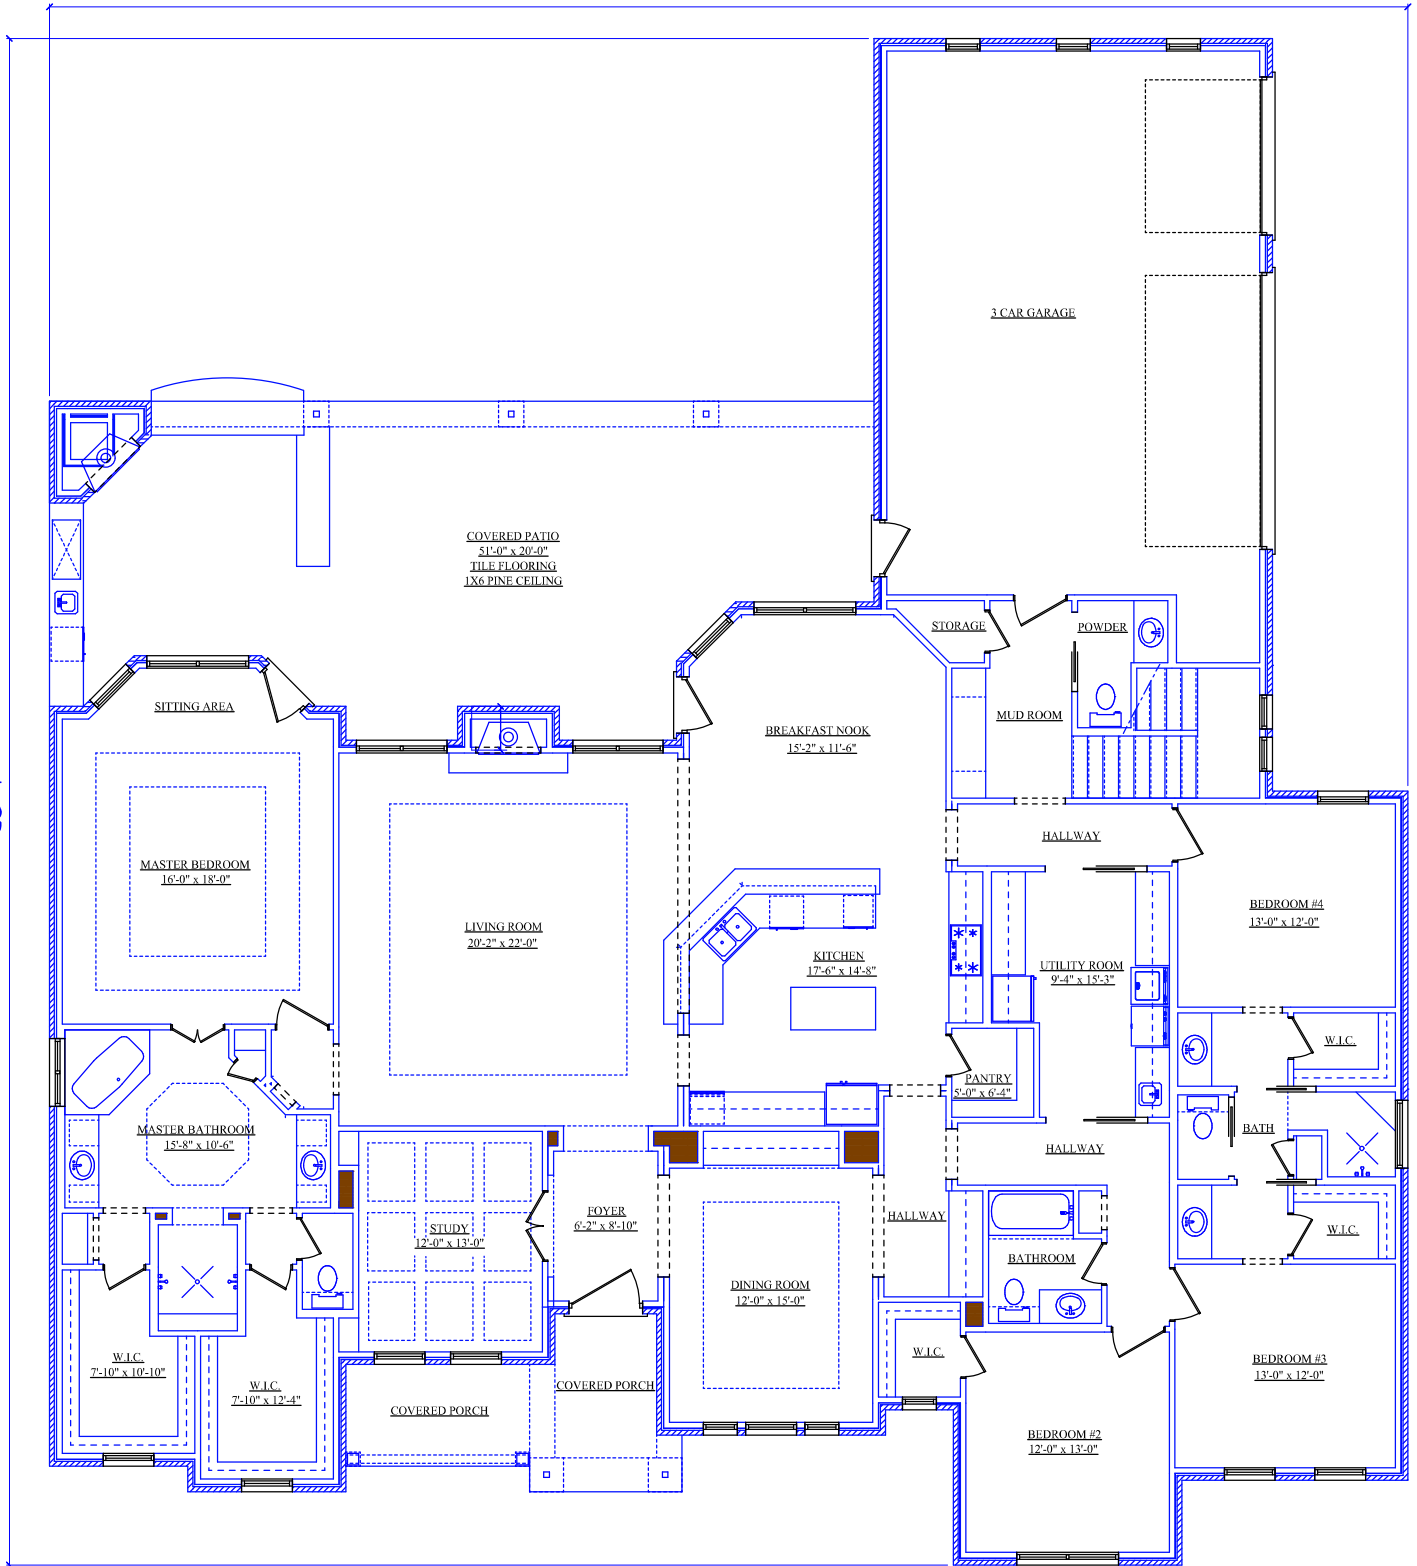 3 CAR GARAGE
COVERED PATIO
51'-0" x 20'-0"
TILE FLOORING
1X6 PINE CEILING
STORAGE
POWDER
SITTING AREA
MUD ROOM
BREAKFAST NOOK
15'-2" x 11'-6"
HALLWAY
MASTER BEDROOM
16'-0" x 18'-0"
LIVING ROOM
20'-2" x 22'-0"
BEDROOM #4
13'-0" x 12'-0"
KITCHEN
17'-6" x 14'-8"
UTILITY ROOM
9'-4" x 15'-3"
W.I.C.
PANTRY
5'-0" x 6'-4"
MASTER BATHROOM
15'-8" x 10'-6"
BATH
HALLWAY
STUDY
12'-0" x 13'-0"
FOYER
6'-2" x 8'-10"
HALLWAY
W.I.C.
BATHROOM
DINING ROOM
12'-0" x 15'-0"
W.I.C.
7'-10" x 10'-10"
W.I.C.
7'-10" x 12'-4"
W.I.C.
BEDROOM #3
13'-0" x 12'-0"
COVERED PORCH
COVERED PORCH
BEDROOM #2
12'-0" x 13'-0"